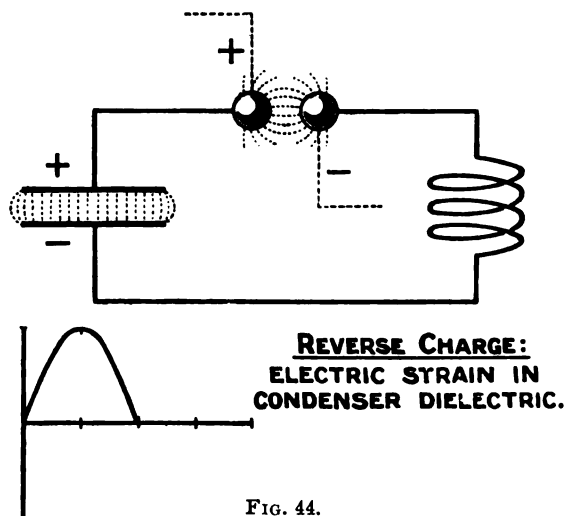 +
+
−
−
REVERSE CHARGE:
ELECTRIC STRAIN IN
CONDENSER DIELECTRIC.
FIG. 44.